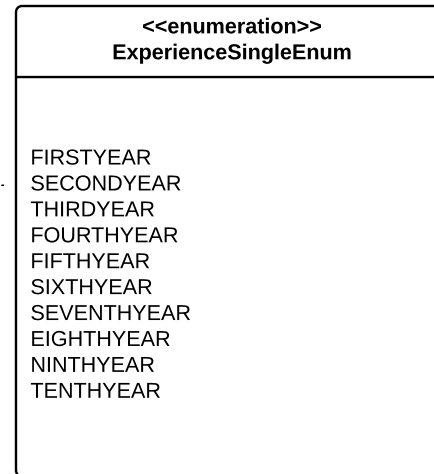 <<enumeration>>
ExperienceSingleEnum
FIRSTYEAR
SECONDYEAR
THIRDYEAR
FOURTHYEAR
FIFTHYEAR
SIXTHYEAR
SEVENTHYEAR
EIGHTHYEAR
NINTHYEAR
TENTHYEAR